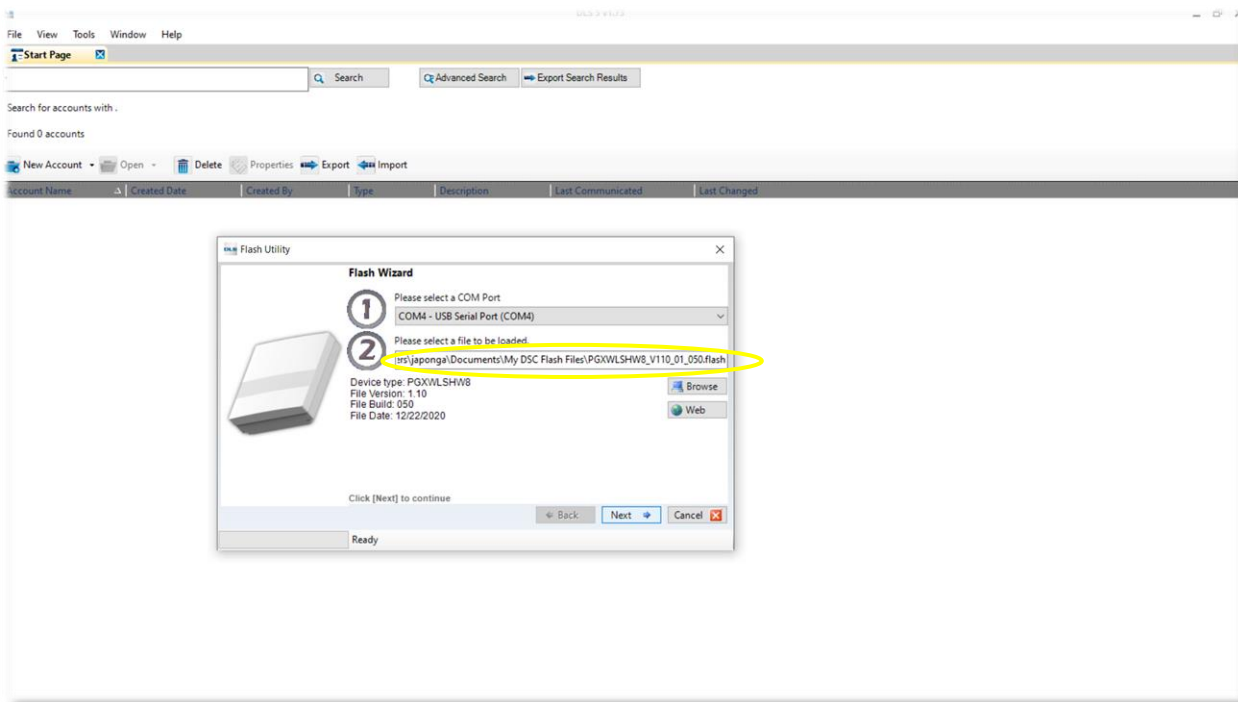 File View Tools Window Help
Start Page
Search Advanced Search Export Search Results
Search for accounts with .
Found 0 accounts
New Account Open Delete Properties Export Import
Account Name Created Date Created By Type Description Last Communicated Last Changed
DLS Flash Utility
Flash Wizard
1 Please select a COM Port
COM4 - USB Serial Port (COM4)
2 Please select a file to be loaded.
ers\japonga\Documents\My DSC Flash Files\PGXWLSHW8_V110_01_050.flash
Device type: PGXWLSHW8
Browse
File Version: 1.10
File Build: 050
Web
File Date: 12/22/2020
Click [Next] to continue
Back Next Cancel
Ready